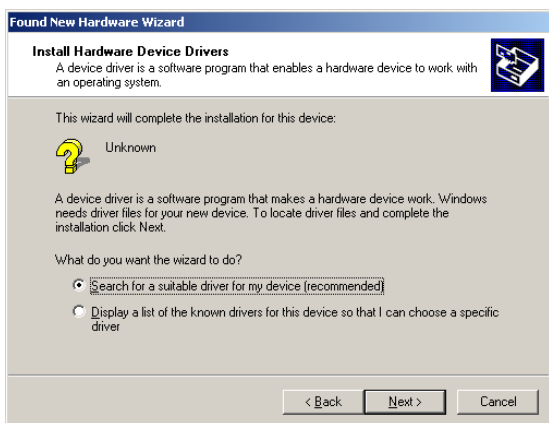 Found New Hardware Wizard
Install Hardware Device Drivers
A device driver is a software program that enables a hardware device to work with
an operating system.
This wizard will complete the installation for this device:
Unknown
A device driver is a software program that makes a hardware device work. Windows
needs driver files for your new device. To locate driver files and complete the
installation click Next.
What do you want the wizard to do?
Search for a suitable driver for my device (recommended)
Display a list of the known drivers for this device so that I can choose a specific
driver
< Back Next > Cancel